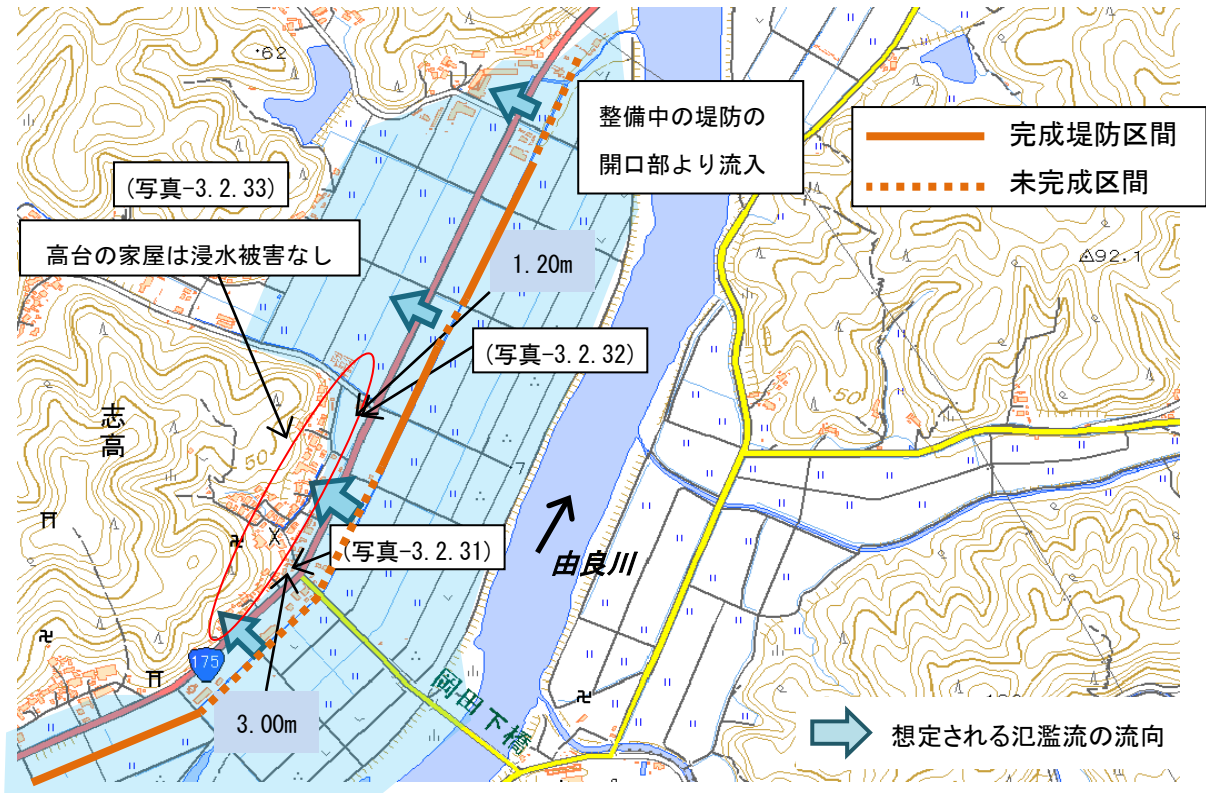 ・62
整備中の堤防の
開口部より流入
完成堤防区間
未完成区間
(写真-3.2.33)
高台の家屋は浸水被害なし
1.20m
△92.1
(写真-3.2.32)
志高
50
50
(写真-3.2.31)
由良川
175
3.00m
岡田下橋
想定される氾濫流の流向